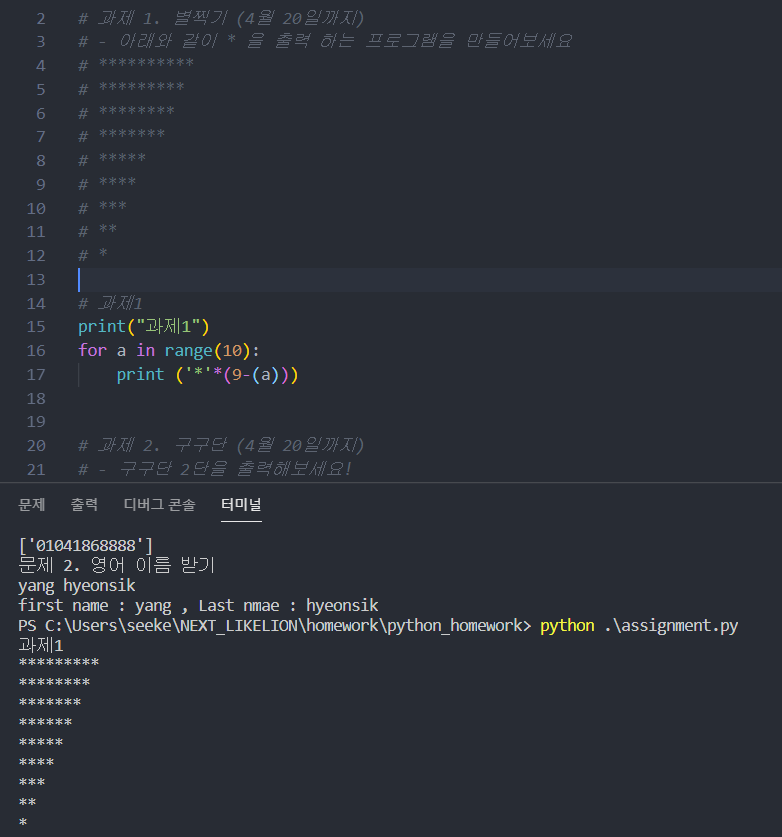 2 # 과제 1. 별찍기 (4월 20일까지)
3 # - 아래와 같이 * 을 출력 하는 프로그램을 만들어보세요
4 # **********
5 # *********
6 # ********
7 # *******
8 # *****
9 # ****
10 # ***
11 # **
12 # *
13
14 # 과제1
15 print("과제1")
16 for a in range(10):
17     print ('*'*(9-(a)))
18
19
20 # 과제 2. 구구단 (4월 20일까지)
21 # - 구구단 2단을 출력해보세요!
문제 출력 디버그 콘솔 터미널
['01041868888']
문제 2. 영어 이름 받기
yang hyeonsik
first name : yang , Last nmae : hyeonsik
PS C:\Users\seeke\NEXT_LIKELION\homework\python_homework> python .\assignment.py
과제1
*********
********
*******
******
*****
****
***
**
*